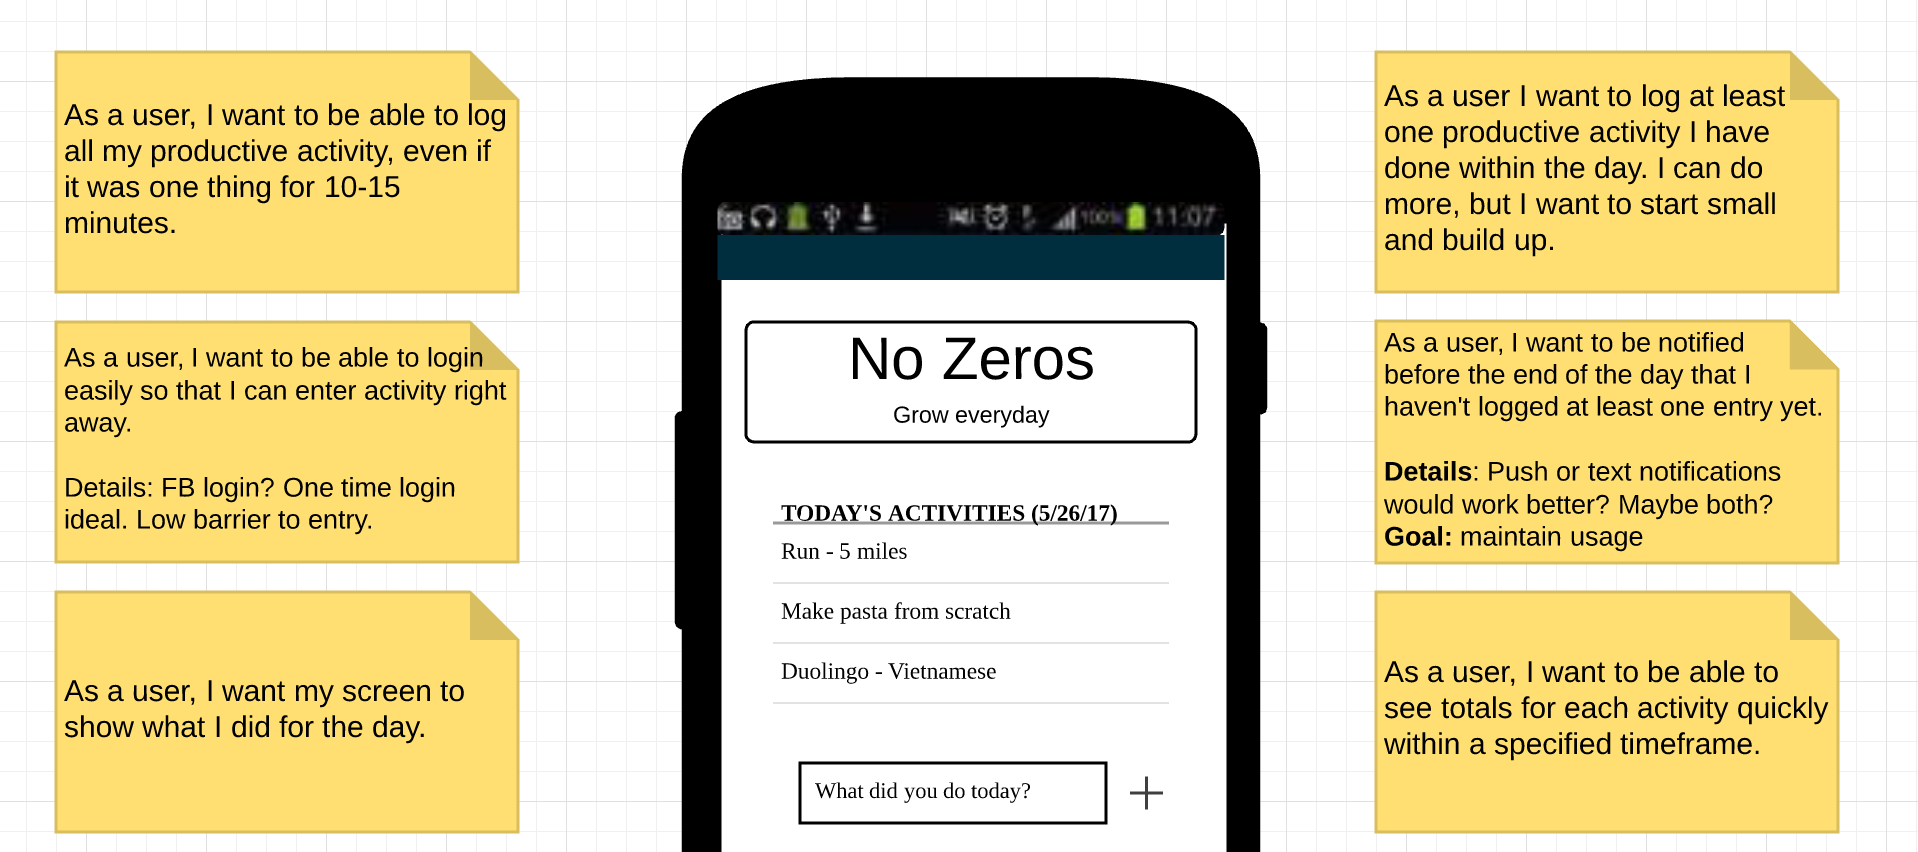 As a user, I want to be able to log
all my productive activity, even if
it was one thing for 10-15
minutes.
As a user, I want to be able to login
easily so that I can enter activity right
away.
Details: FB login? One time login
ideal. Low barrier to entry.
As a user, I want my screen to
show what I did for the day.
100% 11:07
No Zeros
Grow everyday
TODAY'S ACTIVITIES (5/26/17)
Run - 5 miles
Make pasta from scratch
Duolingo - Vietnamese
What did you do today?
As a user I want to log at least
one productive activity I have
done within the day. I can do
more, but I want to start small
and build up.
As a user, I want to be notified
before the end of the day that I
haven't logged at least one entry yet.
Details: Push or text notifications
would work better? Maybe both?
Goal: maintain usage
As a user, I want to be able to
see totals for each activity quickly
within a specified timeframe.